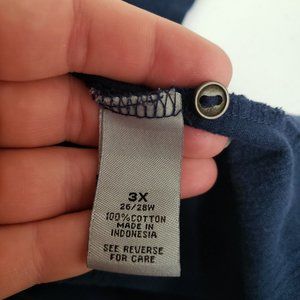 3X
26/28W
100% COTTON
MADE IN
INDONESIA
SEE REVERSE
FOR CARE